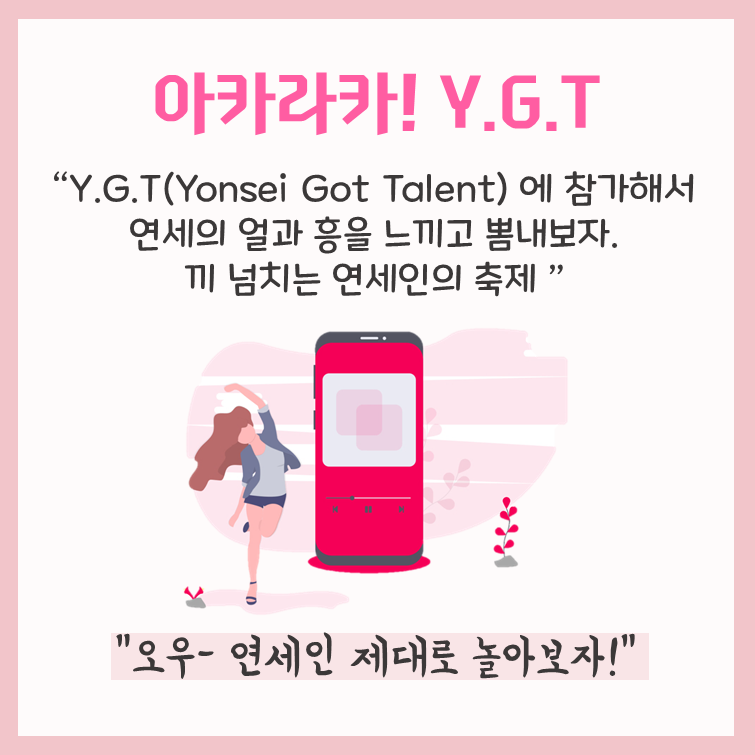 아카라카! Y.G.T
“Y.G.T(Yonsei Got Talent) 에 참가해서
연세의 얼과 흥을 느끼고 뽐내보자.
끼 넘치는 연세인의 축제 ”
"오우- 연세인 제대로 놀아보자!"